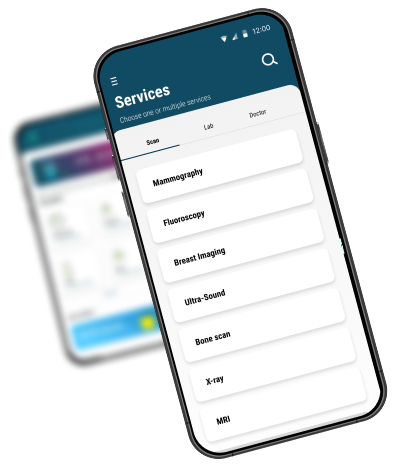 12:00
Services
Choose one or multiple services
Scan
Lab
Doctor
Mammography
Fluoroscopy
Breast Imaging
Ultra-Sound
Bone scan
X-ray
MRI